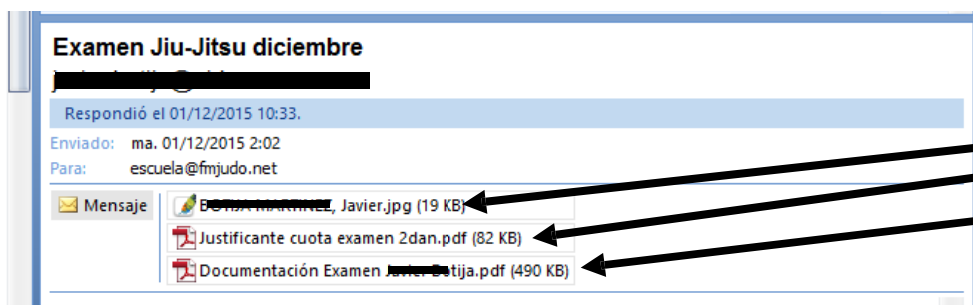 Examen Jiu-Jitsu diciembre
Respondió el 01/12/2015 10:33.
Enviado: ma. 01/12/2015 2:02
Para: escuela@fmjudo.net
Mensaje
, Javier.jpg (19 KB)
Justificante cuota examen 2dan.pdf (82 KB)
Documentación Examen .pdf (490 KB)